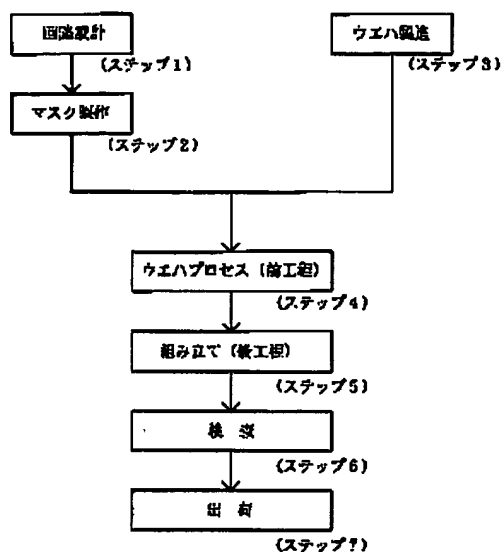 回路設計
(ステップ1)
ウエハ製造
(ステップ3)
マスク製作
(ステップ2)
ウエハプロセス(前工程)
(ステップ4)
組み立て(後工程)
(ステップ5)
検査
(ステップ6)
出荷
(ステップ7)